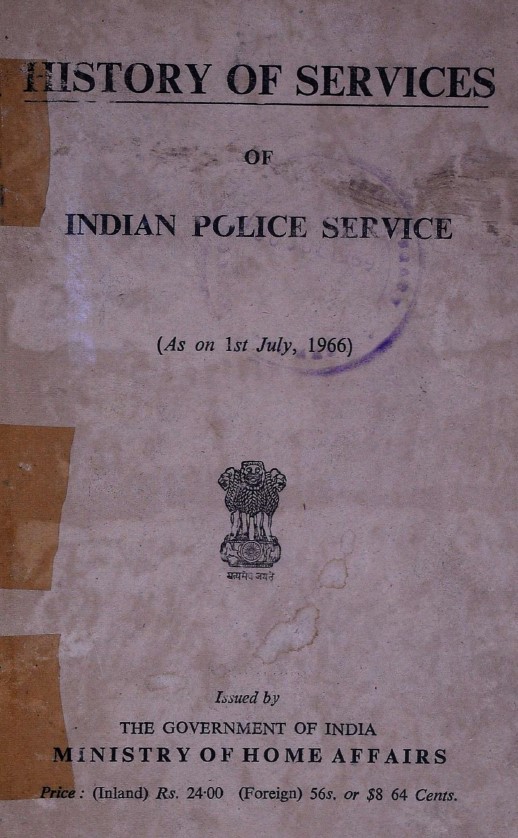 HISTORY OF SERVICES
OF
INDIAN POLICE SERVICE
(As on 1st July, 1966)
सत्यमेव जयते
Issued by
THE GOVERNMENT OF INDIA
MINISTRY OF HOME AFFAIRS
Price : (Inland) Rs. 24·00 (Foreign) 56s. or $8 64 Cents.